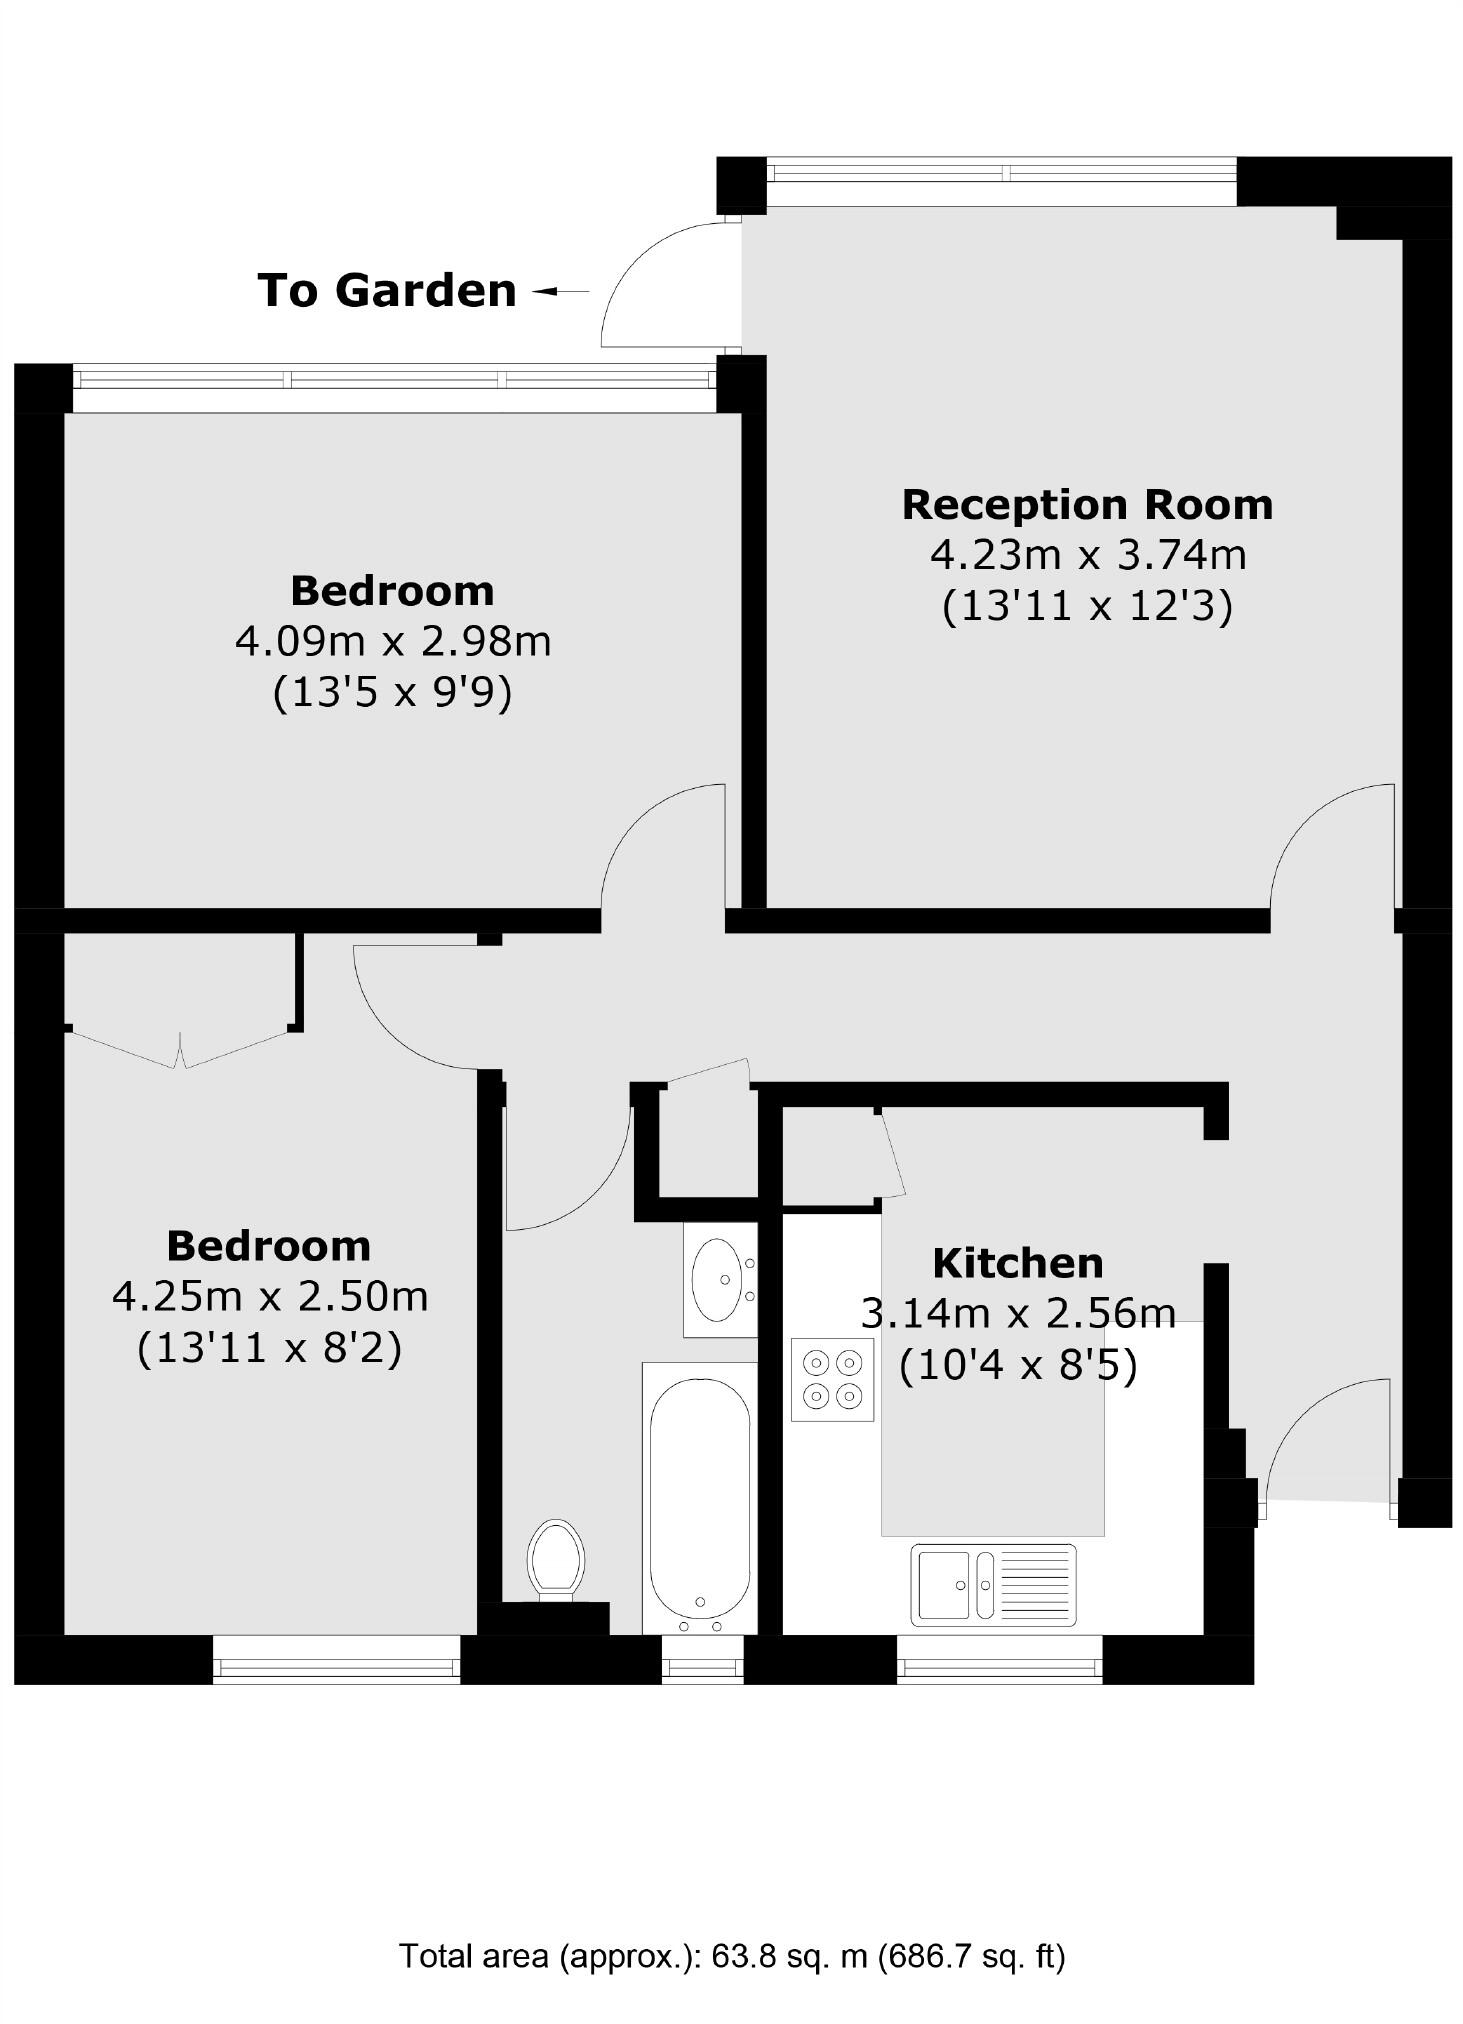 To Garden
Reception Room
4.23m x 3.74m
(13'11 x 12'3)
Bedroom
4.09m x 2.98m
(13'5 x 9'9)
Bedroom
4.25m x 2.50m
(13'11 x 8'2)
Kitchen
3.14m x 2.56m
(10'4 x 8'5)
Total area (approx.): 63.8 sq. m (686.7 sq. ft)